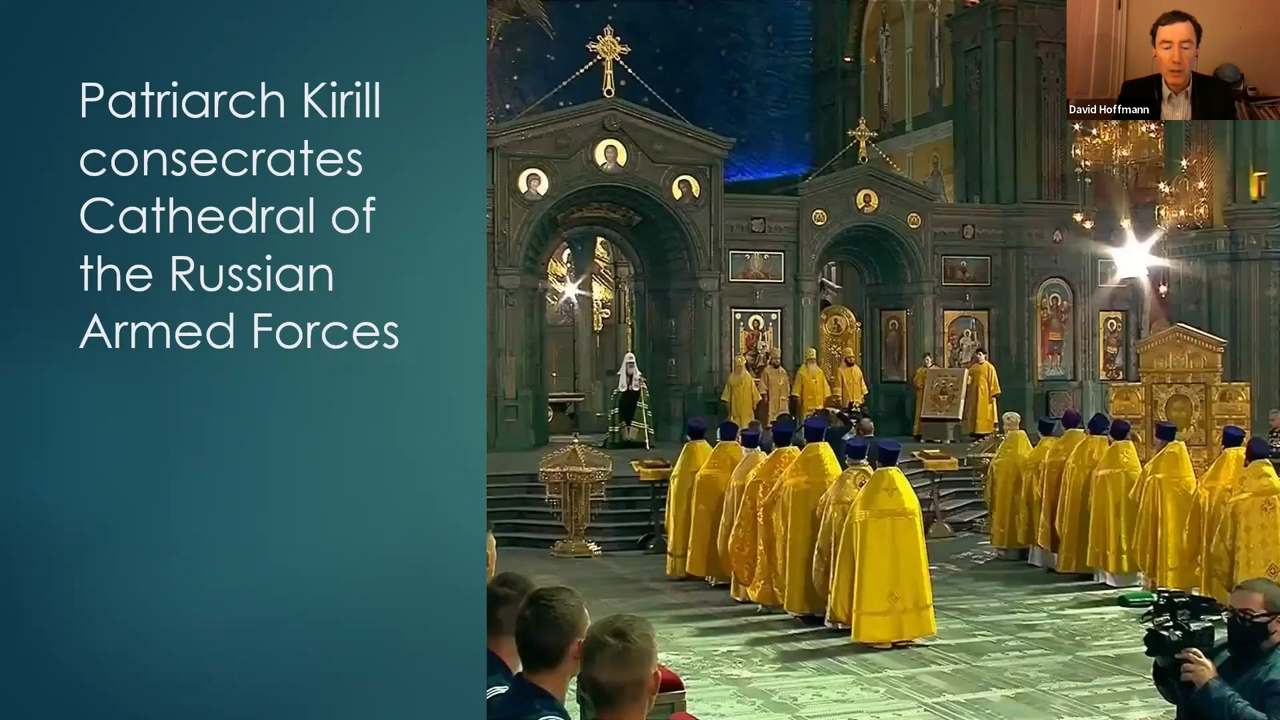 Patriarch Kirill
consecrates
Cathedral of
the Russian
Armed Forces
David Hoffmann